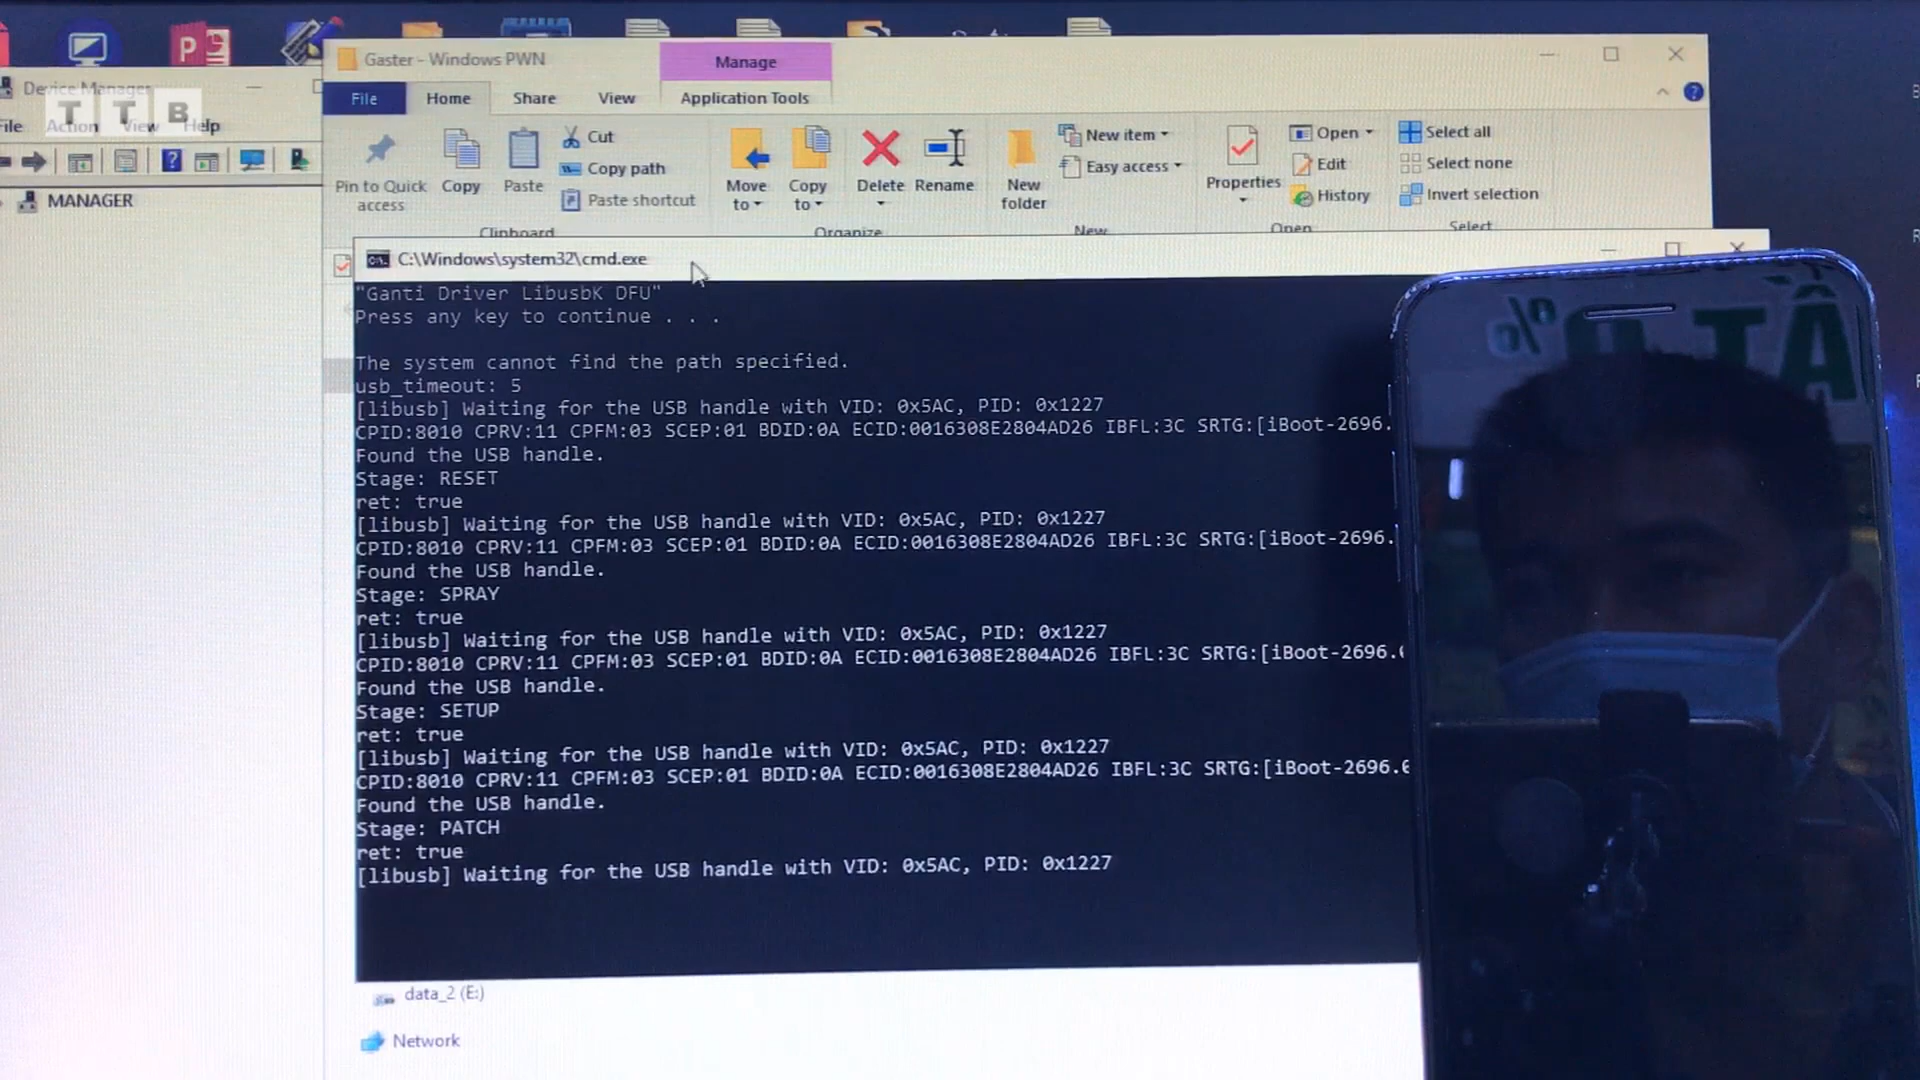 Gaster - Windows PWN
Manage
Device Manager
TTB
File
Home
Share
View
Application Tools
File
Action
View
Help
Pin to Quick access
Copy
Paste
Cut
Copy path
Paste shortcut
Move to
Copy to
Delete
Rename
New folder
New item
Easy access
Properties
Open
Edit
History
Select all
Select none
Invert selection
Clipboard
Organize
New
Open
Select
MANAGER
C:\Windows\system32\cmd.exe
"Ganti Driver LibusbK DFU"
Press any key to continue . . .
The system cannot find the path specified.
usb_timeout: 5
[libusb] Waiting for the USB handle with VID: 0x5AC, PID: 0x1227
CPID:8010 CPRV:11 CPFM:03 SCEP:01 BDID:0A ECID:0016308E2804AD26 IBFL:3C SRTG:[iBoot-2696.
Found the USB handle.
Stage: RESET
ret: true
[libusb] Waiting for the USB handle with VID: 0x5AC, PID: 0x1227
CPID:8010 CPRV:11 CPFM:03 SCEP:01 BDID:0A ECID:0016308E2804AD26 IBFL:3C SRTG:[iBoot-2696.
Found the USB handle.
Stage: SPRAY
ret: true
[libusb] Waiting for the USB handle with VID: 0x5AC, PID: 0x1227
CPID:8010 CPRV:11 CPFM:03 SCEP:01 BDID:0A ECID:0016308E2804AD26 IBFL:3C SRTG:[iBoot-2696.
Found the USB handle.
Stage: SETUP
ret: true
[libusb] Waiting for the USB handle with VID: 0x5AC, PID: 0x1227
CPID:8010 CPRV:11 CPFM:03 SCEP:01 BDID:0A ECID:0016308E2804AD26 IBFL:3C SRTG:[iBoot-2696.
Found the USB handle.
Stage: PATCH
ret: true
[libusb] Waiting for the USB handle with VID: 0x5AC, PID: 0x1227
data_2 (E:)
Network